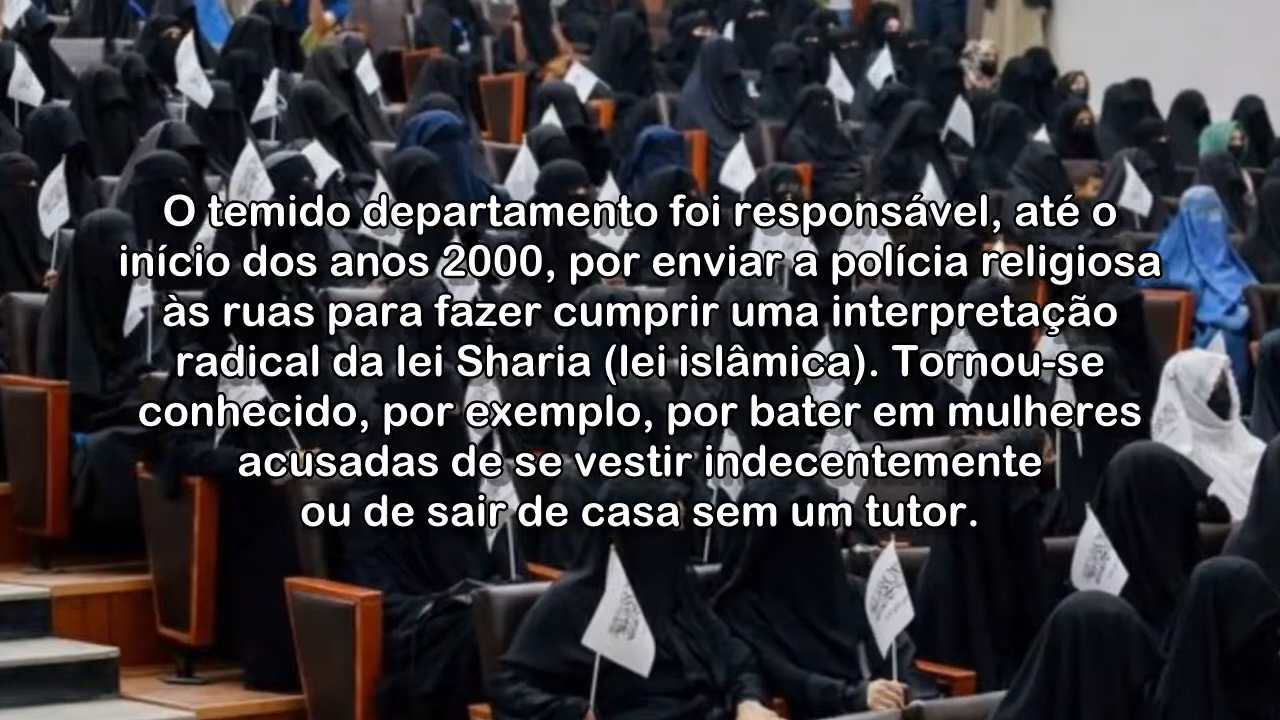 O temido departamento foi responsável, até o
início dos anos 2000, por enviar a polícia religiosa
às ruas para fazer cumprir uma interpretação
radical da lei Sharia (lei islâmica). Tornou-se
conhecido, por exemplo, por bater em mulheres
acusadas de se vestir indecentemente
ou de sair de casa sem um tutor.